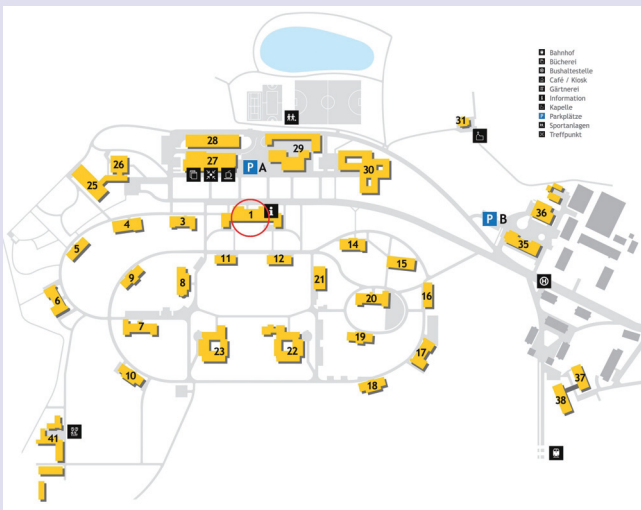 Bahnhof
Bücherei
Bushaltestelle
Café / Kiosk
Gärtnerei
Information
Kapelle
P Parkplätze
Sportanlagen
Treffpunkt
31
28
29
27
P A
26
30
25
36
1
i
P B
4
3
35
14
5
11
12
15
H
9
8
21
6
20
16
7
19
23
22
17
10
37
18
38
41